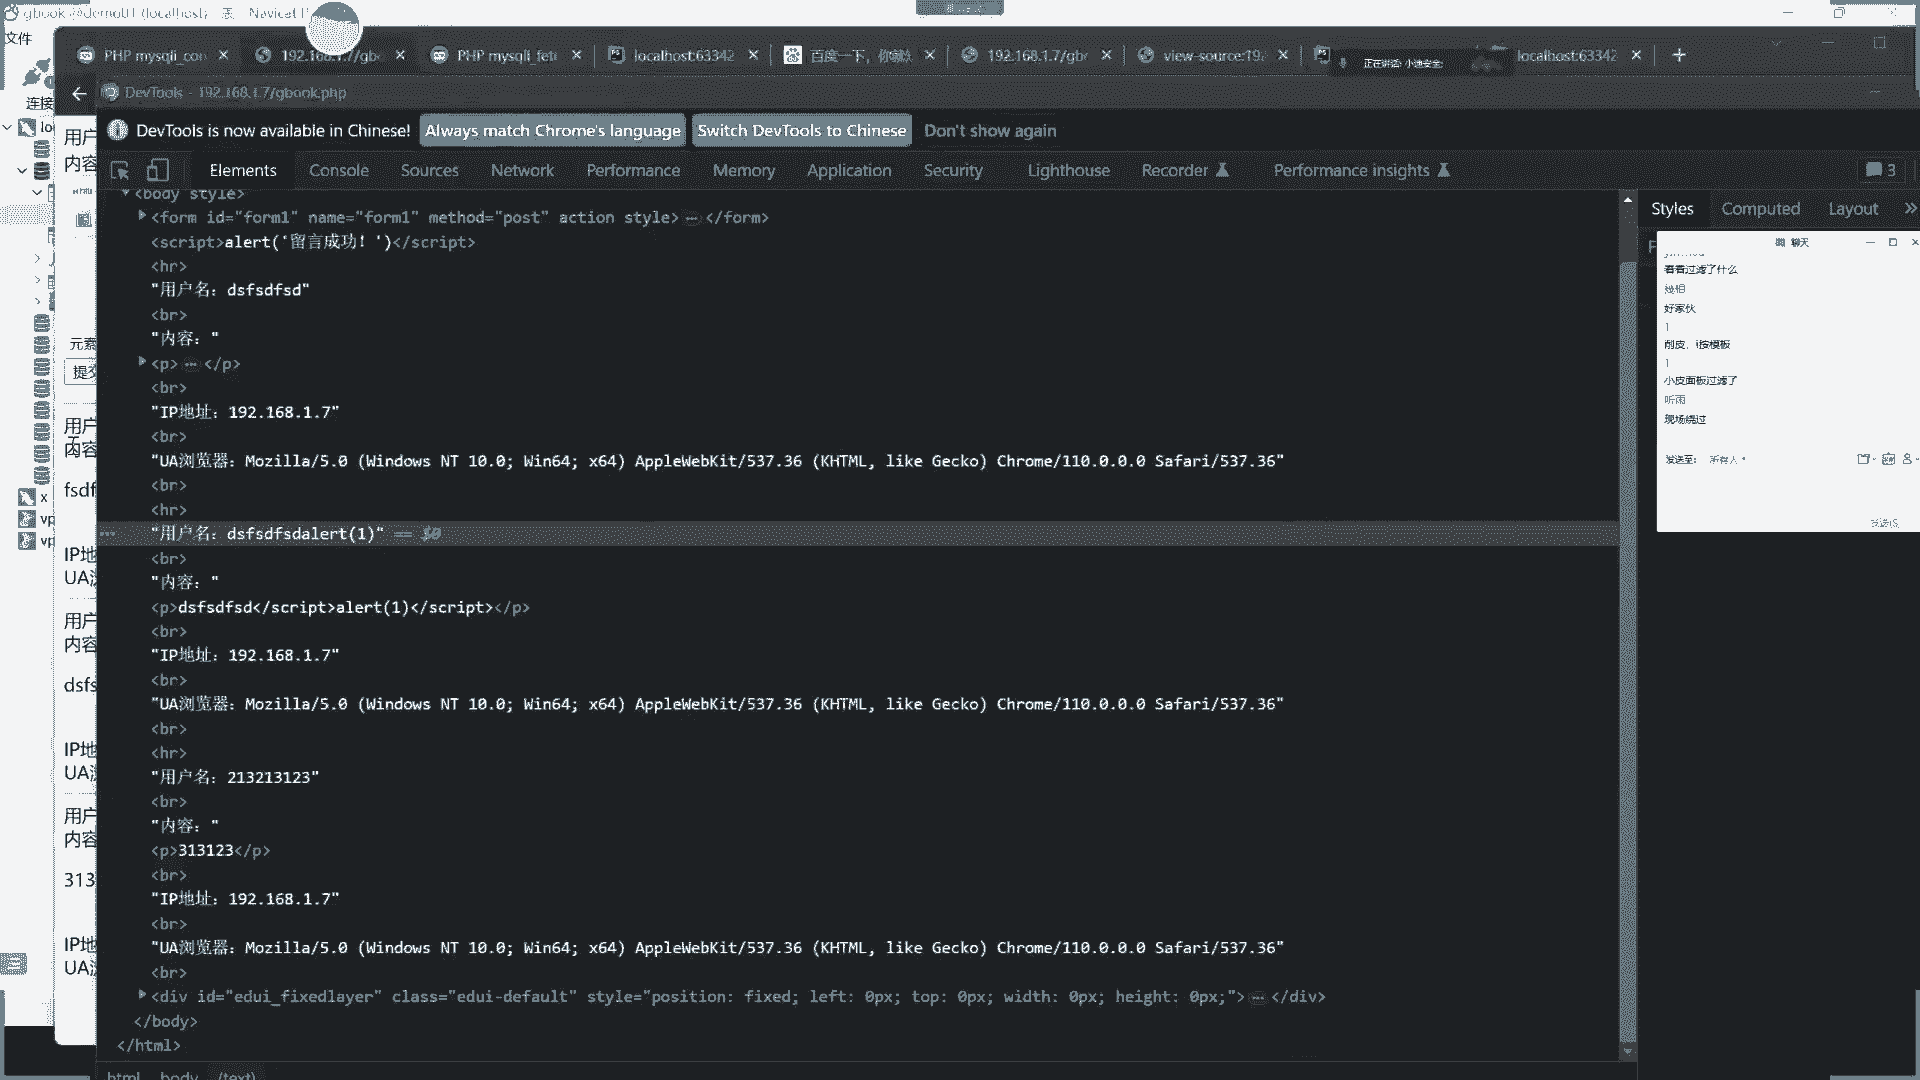 gbook @demo01 (localhost)
Navicat
文件
连接
PHP mysqli_con
192.168.1.7/gb
PHP mysqli_fet
localhost:63342
百度一下，你就
192.168.1.7/gb
view-source:19
正在讲话: 小迪安全;
localhost:63342
DevTools - 192.168.1.7/gbook.php
DevTools is now available in Chinese!
Always match Chrome's language
Switch DevTools to Chinese
Don't show again
Elements
Console
Sources
Network
Performance
Memory
Application
Security
Lighthouse
Recorder
Performance insights
3
<body style>
<form id="form1" name="form1" method="post" action style> … </form>
<script>alert('留言成功！')</script>
<hr>
"用户名：dsfsdfsd"
<br>
"内容："
<p> … </p>
<br>
"IP地址：192.168.1.7"
<br>
"UA浏览器：Mozilla/5.0 (Windows NT 10.0; Win64; x64) AppleWebKit/537.36 (KHTML, like Gecko) Chrome/110.0.0.0 Safari/537.36"
<br>
<hr>
"用户名：dsfsdfsdalert(1)" == $0
<br>
"内容："
<p>dsfsdfsd</script>alert(1)</script></p>
<br>
"IP地址：192.168.1.7"
<br>
"UA浏览器：Mozilla/5.0 (Windows NT 10.0; Win64; x64) AppleWebKit/537.36 (KHTML, like Gecko) Chrome/110.0.0.0 Safari/537.36"
<br>
<hr>
"用户名：213213123"
<br>
"内容："
<p>313123</p>
<br>
"IP地址：192.168.1.7"
<br>
"UA浏览器：Mozilla/5.0 (Windows NT 10.0; Win64; x64) AppleWebKit/537.36 (KHTML, like Gecko) Chrome/110.0.0.0 Safari/537.36"
<br>
<div id="edui_fixedlayer" class="edui-default" style="position: fixed; left: 0px; top: 0px; width: 0px; height: 0px;"> … </div>
</body>
</html>
html
body
(text)
Styles
Computed
Layout
聊天
看看过滤了什么
好家伙
1
削皮、i按模板
1
小皮面板过滤了
听雨
现场绕过
发送至：
所有人
发送(S)
用户
内容
元素
提交
用户
内容
fsdf
IP地
UA浏
用户
内容
dsfs
IP地
UA浏
用户
内容
313
IP地
UA浏
lo
x
vp
vp